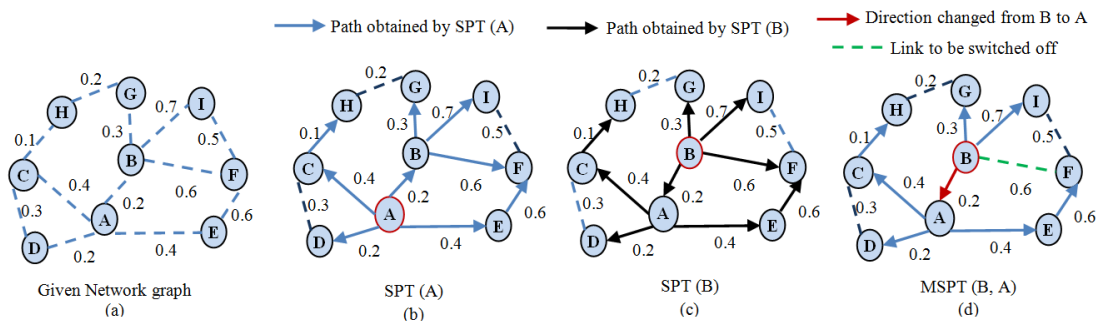 Path obtained by SPT (A)
Path obtained by SPT (B)
Direction changed from B to A
Link to be switched off
0.2
G
H
I
0.7
0.1
0.3
0.5
B
C
F
0.4
0.6
0.2
0.3
A
0.6
E
D
0.2
0.4
Given Network graph
(a)
0.2
G
H
I
0.7
0.1
0.3
0.5
B
C
F
0.4
0.6
0.2
0.3
A
0.6
E
D
0.2
0.4
SPT (A)
(b)
0.2
G
H
I
0.7
0.1
0.3
0.5
B
C
F
0.4
0.6
0.2
0.3
A
0.6
E
D
0.2
0.4
SPT (B)
(c)
0.2
G
H
I
0.7
0.1
0.3
0.5
B
C
F
0.4
0.6
0.2
0.3
A
0.6
E
D
0.2
0.4
MSPT (B, A)
(d)